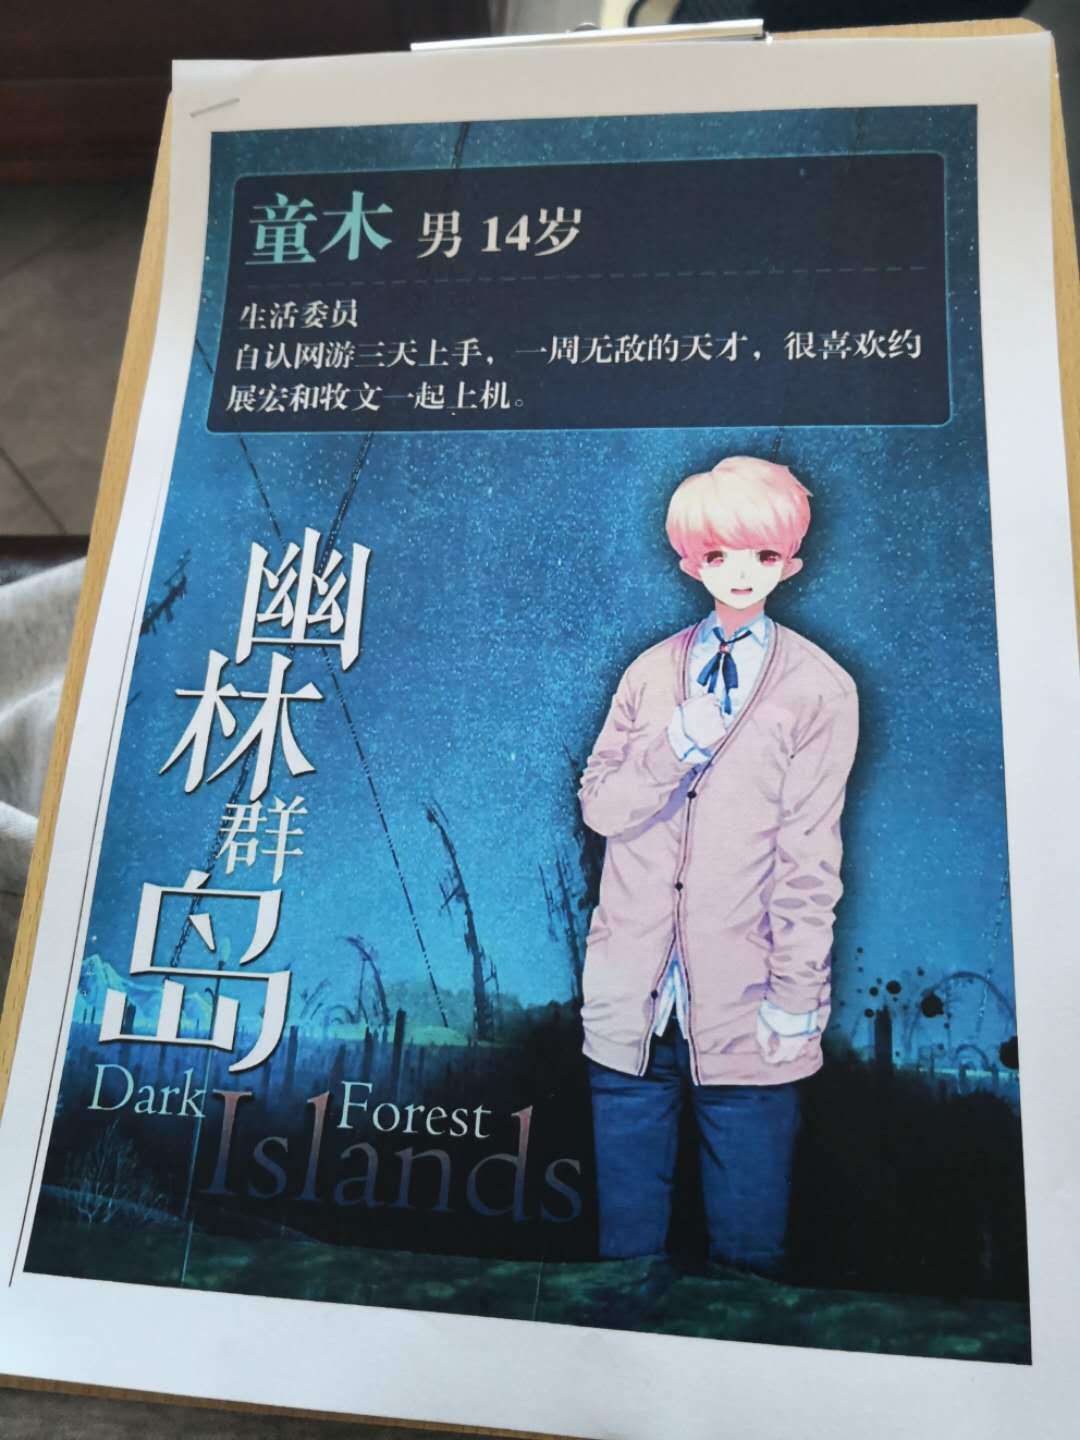 童木 男 14岁
生活委员
自认网游三天上手，一周无敌的天才，很喜欢约
展宏和牧文一起上机。
幽
林
群
岛
Dark Forest
Islands